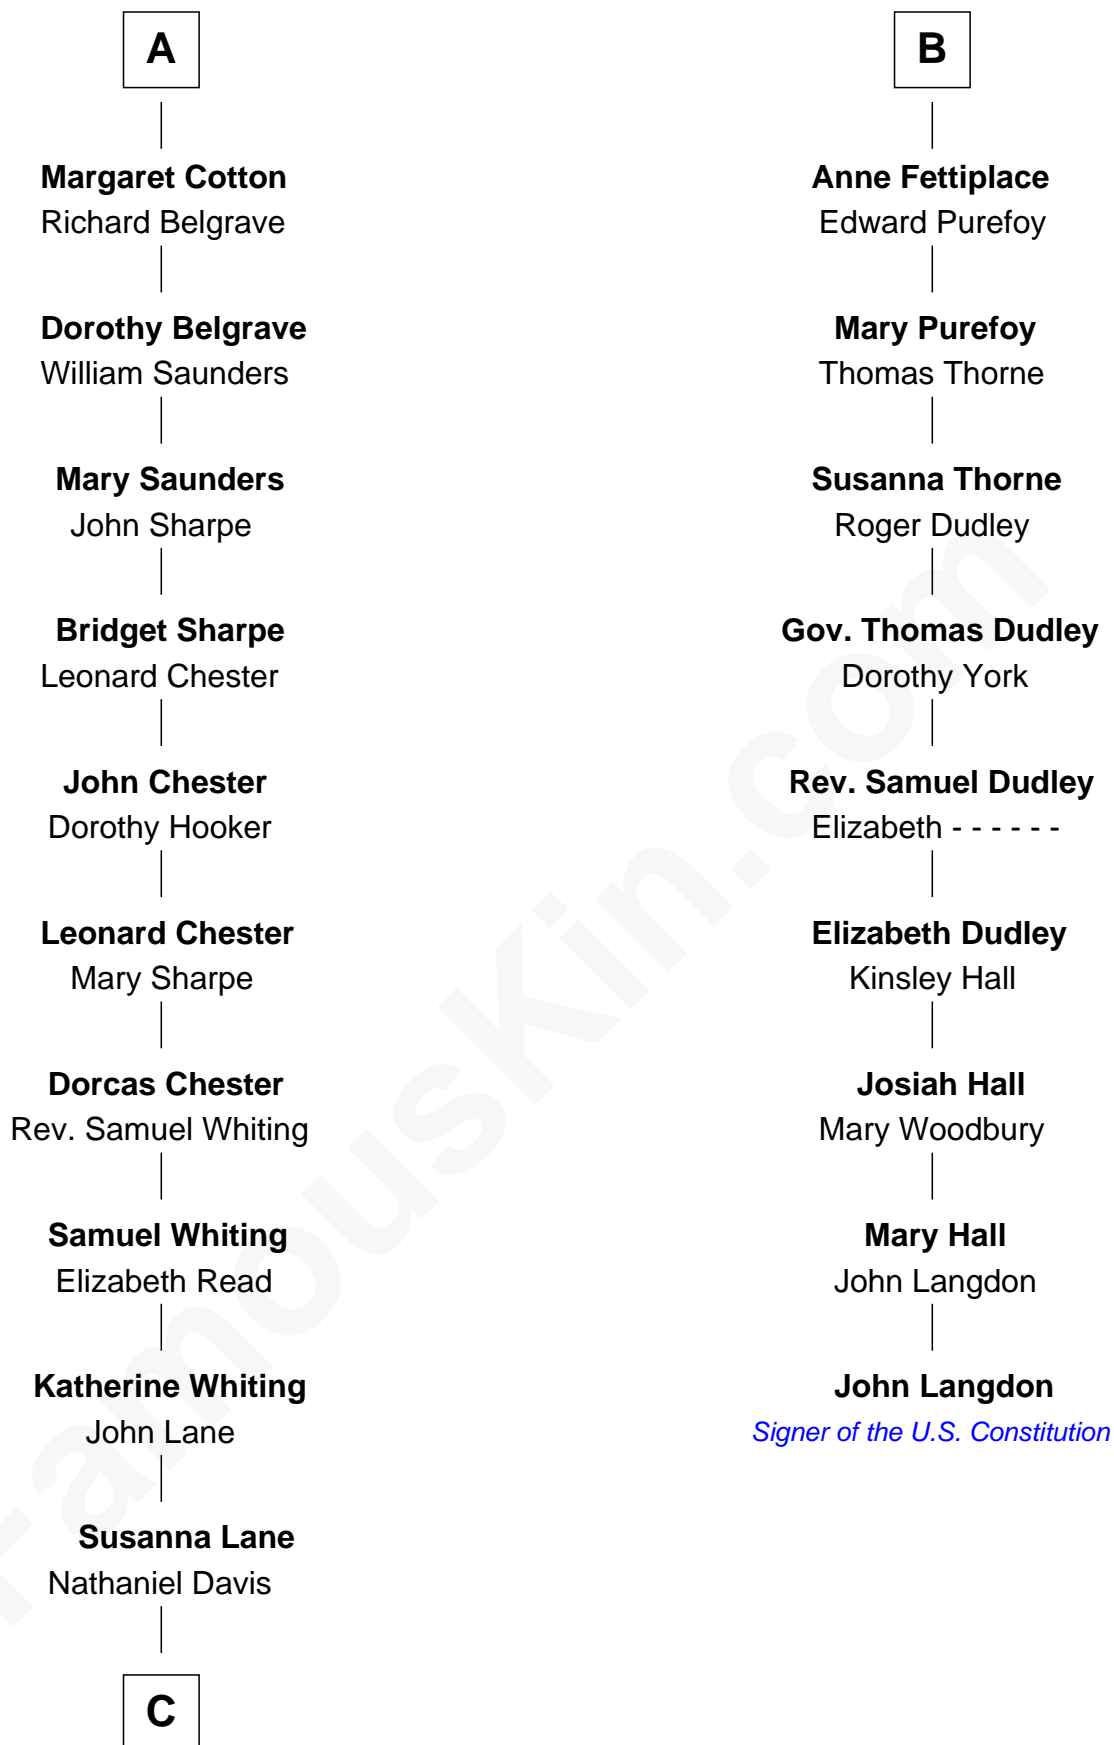 A
Margaret Cotton
Richard Belgrave
Dorothy Belgrave
William Saunders
Mary Saunders
John Sharpe
Bridget Sharpe
Leonard Chester
John Chester
Dorothy Hooker
Leonard Chester
Mary Sharpe
Dorcas Chester
Rev. Samuel Whiting
Samuel Whiting
Elizabeth Read
Katherine Whiting
John Lane
Susanna Lane
Nathaniel Davis
C
B
Anne Fettiplace
Edward Purefoy
Mary Purefoy
Thomas Thorne
Susanna Thorne
Roger Dudley
Gov. Thomas Dudley
Dorothy York
Rev. Samuel Dudley
Elizabeth - - - - - -
Elizabeth Dudley
Kinsley Hall
Josiah Hall
Mary Woodbury
Mary Hall
John Langdon
John Langdon
Signer of the U.S. Constitution
FamousKin.com